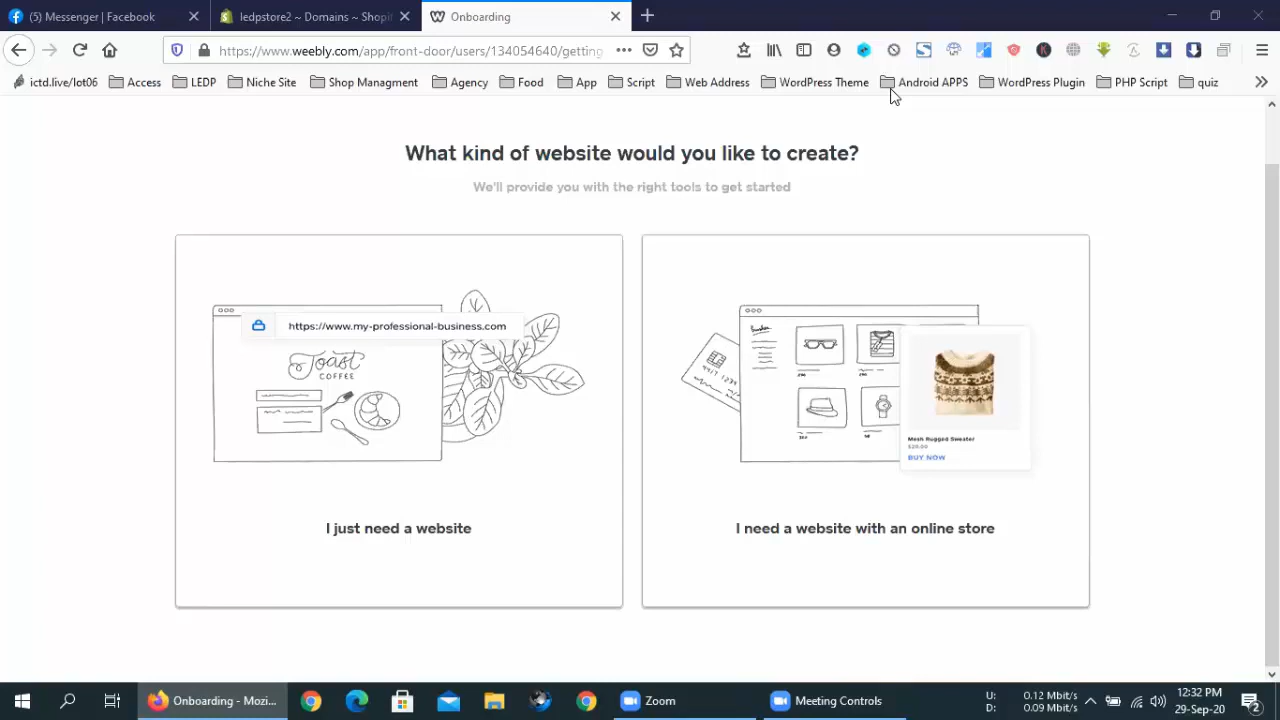 (5) Messenger | Facebook
ledpstore2 ~ Domains ~ Shopif
Onboarding
https://www.weebly.com/app/front-door/users/134054640/getting
ictd.live/lot06
Access
LEDP
Niche Site
Shop Managment
Agency
Food
App
Script
Web Address
WordPress Theme
Android APPS
WordPress Plugin
PHP Script
quiz
What kind of website would you like to create?
We'll provide you with the right tools to get started
https://www.my-professional-business.com
Toast
COFFEE
Mesh Rugged Sweater
BUY NOW
I just need a website
I need a website with an online store
Onboarding - Mozi...
Zoom
Meeting Controls
U: 0.12 Mbit/s
D: 0.09 Mbit/s
12:32 PM
29-Sep-20
2